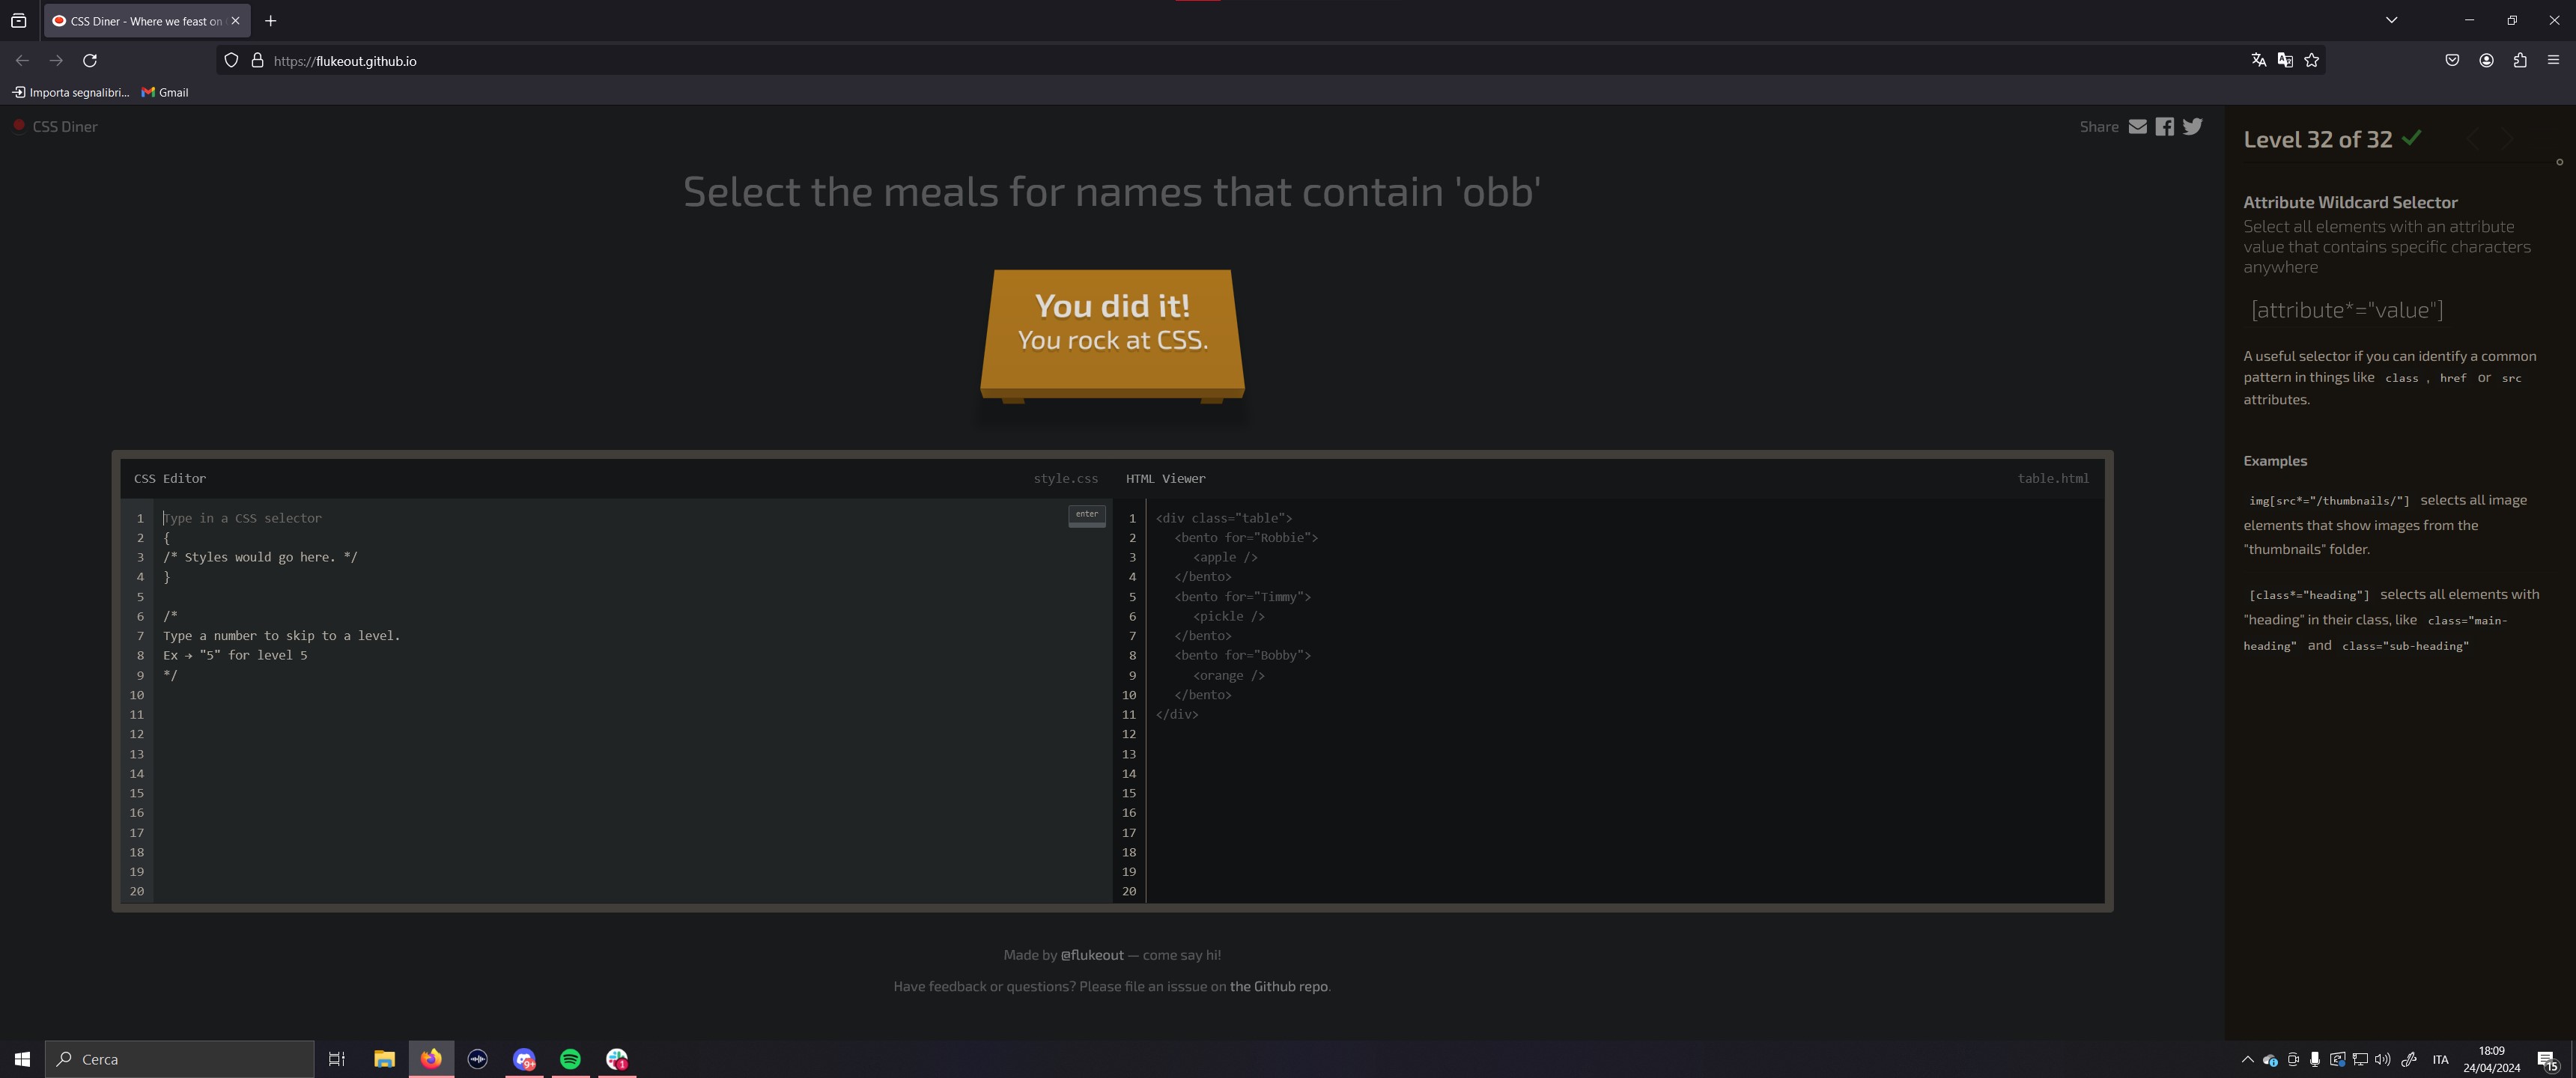 CSS Diner - Where we feast on
https://flukeout.github.io
Importa segnalibri...
Gmail
CSS Diner
Share
Select the meals for names that contain 'obb'
You did it!
You rock at CSS.
CSS Editor
style.css
1 Type in a CSS selector
enter
2 {
3 /* Styles would go here. */
4 }
5
6 /*
7 Type a number to skip to a level.
8 Ex → "5" for level 5
9 */
10
11
12
13
14
15
16
17
18
19
20
HTML Viewer
table.html
1 <div class="table">
2 <bento for="Robbie">
3 <apple />
4 </bento>
5 <bento for="Timmy">
6 <pickle />
7 </bento>
8 <bento for="Bobby">
9 <orange />
10 </bento>
11 </div>
12
13
14
15
16
17
18
19
20
Made by @flukeout — come say hi!
Have feedback or questions? Please file an isssue on the Github repo.
Level 32 of 32
Attribute Wildcard Selector
Select all elements with an attribute
value that contains specific characters
anywhere
[attribute*="value"]
A useful selector if you can identify a common
pattern in things like class , href or src
attributes.
Examples
img[src*="/thumbnails/"] selects all image
elements that show images from the
"thumbnails" folder.
[class*="heading"] selects all elements with
"heading" in their class, like class="main-
heading" and class="sub-heading"
Cerca
9+
1
ITA
18:09
24/04/2024
15